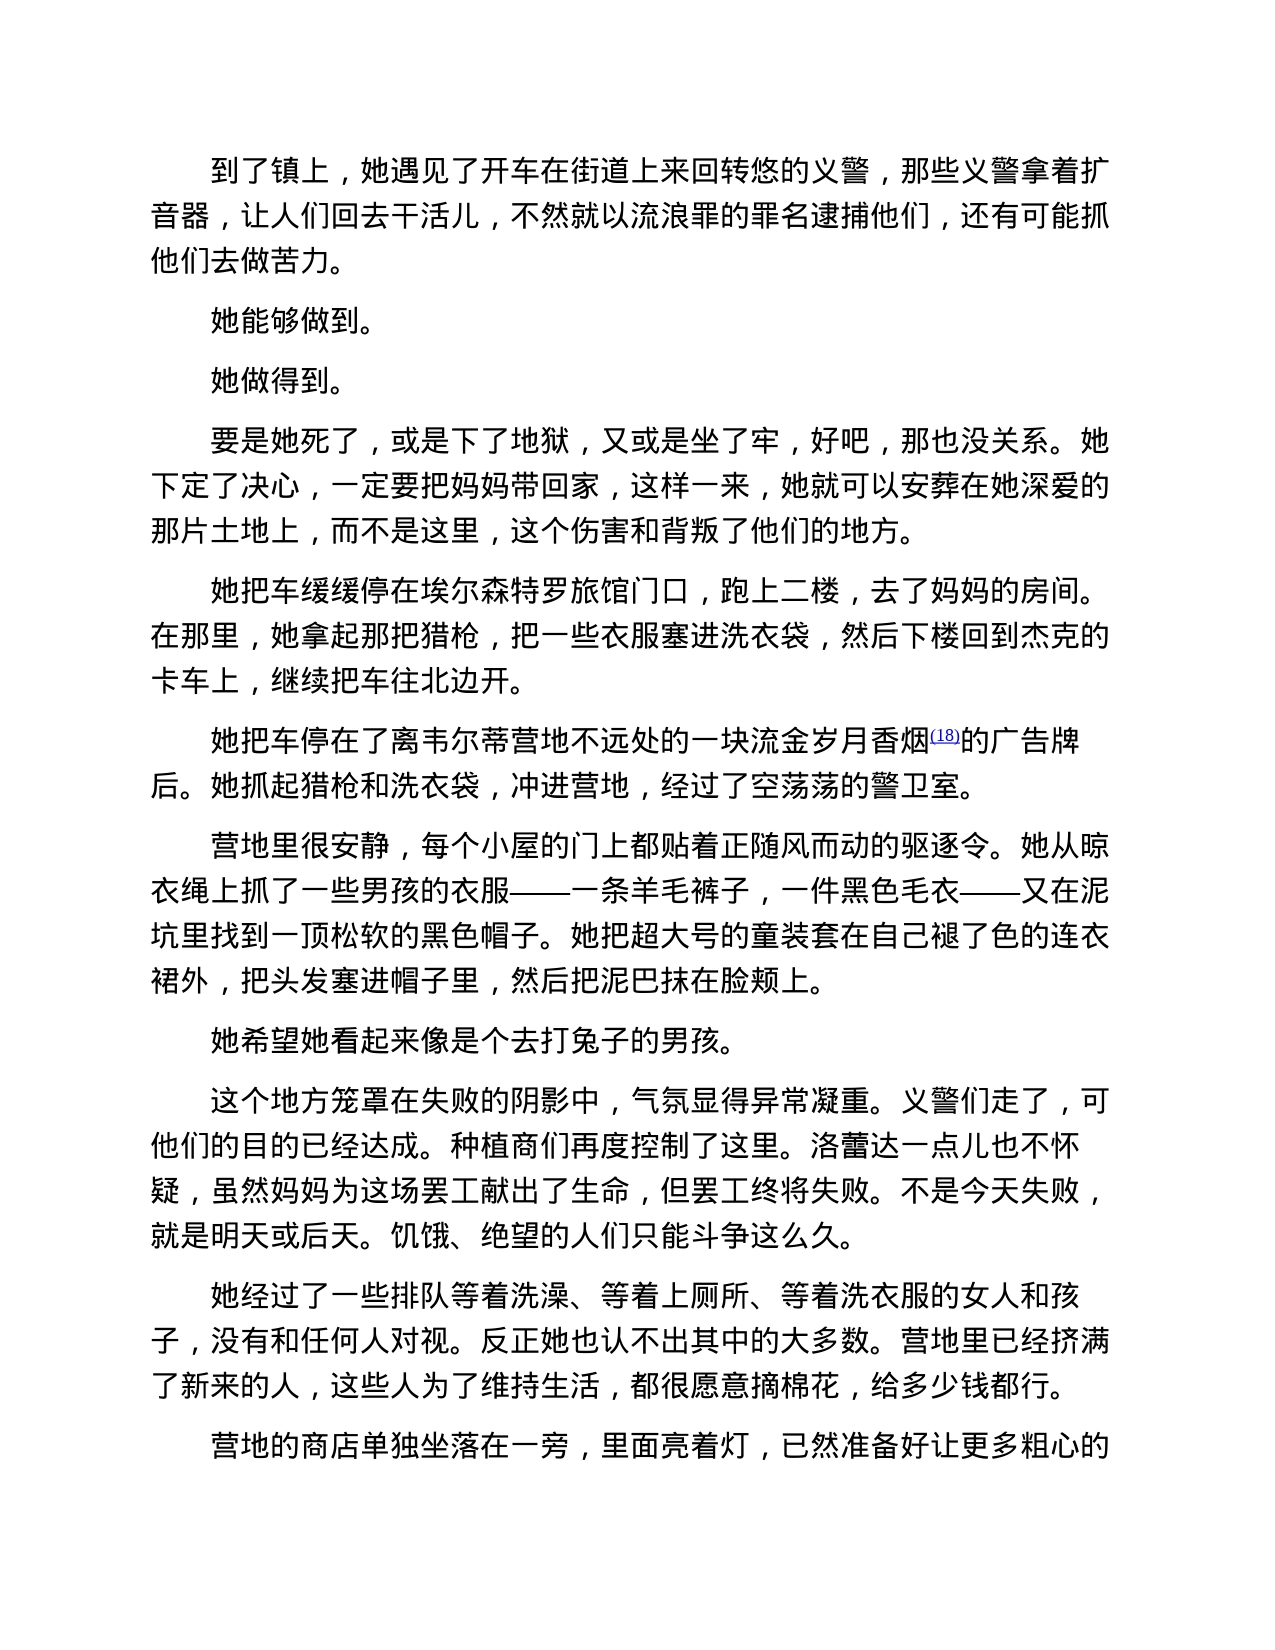 到了镇上，她遇见了开车在街道上来回转悠的义警，那些义警拿着扩
音器，让人们回去干活儿，不然就以流浪罪的罪名逮捕他们，还有可能抓
他们去做苦力。
她能够做到。
她做得到。
要是她死了，或是下了地狱，又或是坐了牢，好吧，那也没关系。她
下定了决心，一定要把妈妈带回家，这样一来，她就可以安葬在她深爱的
那片土地上，而不是这里，这个伤害和背叛了他们的地方。
她把车缓缓停在埃尔森特罗旅馆门口，跑上二楼，去了妈妈的房间。
在那里，她拿起那把猎枪，把一些衣服塞进洗衣袋，然后下楼回到杰克的
卡车上，继续把车往北边开。
她把车停在了离韦尔蒂营地不远处的一块流金岁月香烟(18)的广告牌
后。她抓起猎枪和洗衣袋，冲进营地，经过了空荡荡的警卫室。
营地里很安静，每个小屋的门上都贴着正随风而动的驱逐令。她从晾
衣绳上抓了一些男孩的衣服——一条羊毛裤子，一件黑色毛衣——又在泥
坑里找到一顶松软的黑色帽子。她把超大号的童装套在自己褪了色的连衣
裙外，把头发塞进帽子里，然后把泥巴抹在脸颊上。
她希望她看起来像是个去打兔子的男孩。
这个地方笼罩在失败的阴影中，气氛显得异常凝重。义警们走了，可
他们的目的已经达成。种植商们再度控制了这里。洛蕾达一点儿也不怀
疑，虽然妈妈为这场罢工献出了生命，但罢工终将失败。不是今天失败，
就是明天或后天。饥饿、绝望的人们只能斗争这么久。
她经过了一些排队等着洗澡、等着上厕所、等着洗衣服的女人和孩
子，没有和任何人对视。反正她也认不出其中的大多数。营地里已经挤满
了新来的人，这些人为了维持生活，都很愿意摘棉花，给多少钱都行。
营地的商店单独坐落在一旁，里面亮着灯，已然准备好让更多粗心的